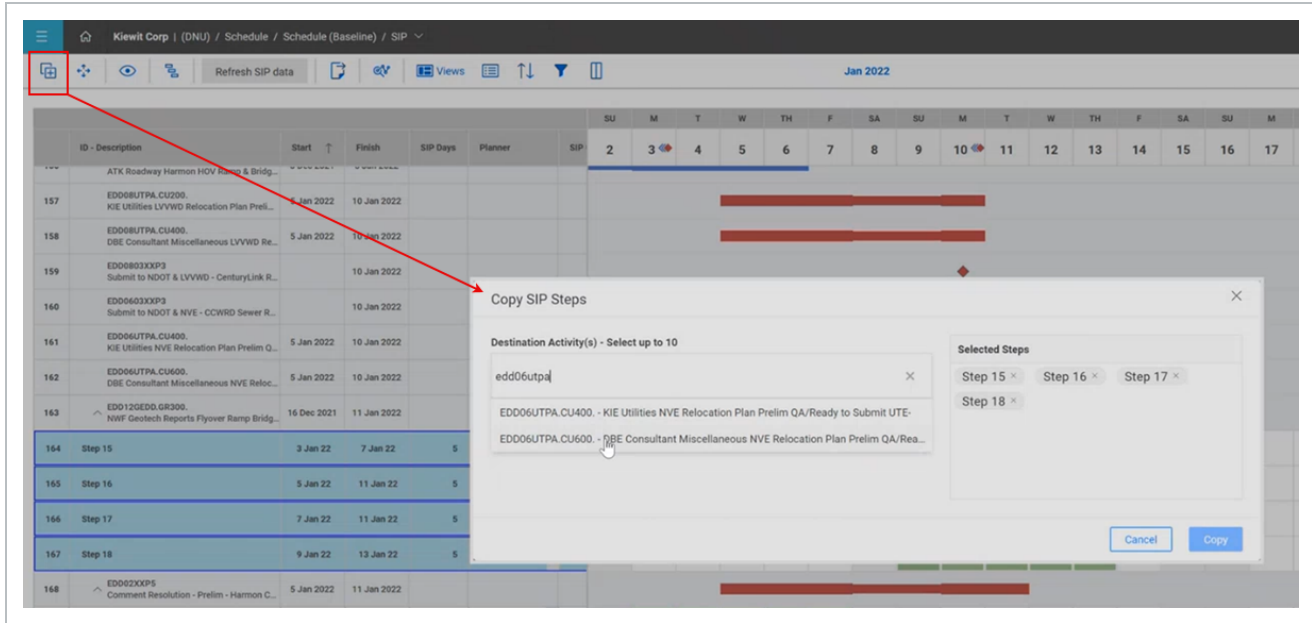 Kiewit Corp | (DNU) / Schedule / Schedule (Baseline) / SIP
Refresh SIP data
Views
Jan 2022
SU M T W TH F SA SU M T W TH F SA SU M
ID - Description Start Finish SIP Days Planner SIP 2 3 4 5 6 7 8 9 10 11 12 13 14 15 16 17
ATK Roadway Harmon HOV Ramp & Bridg...
157 EDD08UTPA.CU200. 5 Jan 2022 10 Jan 2022
KIE Utilities LVVWD Relocation Plan Preli...
158 EDD08UTPA.CU400. 5 Jan 2022 10 Jan 2022
DBE Consultant Miscellaneous LVVWD Re...
159 EDD0803XXP3 10 Jan 2022
Submit to NDOT & LVVWD - CenturyLink R...
160 EDD0603XXP3 10 Jan 2022
Submit to NDOT & NVE - CCWRD Sewer R...
161 EDD06UTPA.CU400. 5 Jan 2022 10 Jan 2022
KIE Utilities NVE Relocation Plan Prelim Q...
162 EDD06UTPA.CU600. 5 Jan 2022 10 Jan 2022
DBE Consultant Miscellaneous NVE Reloc...
163 EDD12GEDD.GR300. 16 Dec 2021 11 Jan 2022
NWF Geotech Reports Flyover Ramp Bridg...
164 Step 15 3 Jan 22 7 Jan 22 5
165 Step 16 5 Jan 22 11 Jan 22 5
166 Step 17 7 Jan 22 11 Jan 22 5
167 Step 18 9 Jan 22 13 Jan 22 5
168 EDD02XXP5 5 Jan 2022 11 Jan 2022
Comment Resolution - Prelim - Harmon C...
Copy SIP Steps
Destination Activity(s) - Select up to 10
edd06utpa
EDD06UTPA.CU400. - KIE Utilities NVE Relocation Plan Prelim QA/Ready to Submit UTE-
EDD06UTPA.CU600. - DBE Consultant Miscellaneous NVE Relocation Plan Prelim QA/Rea...
Selected Steps
Step 15 × Step 16 × Step 17 ×
Step 18 ×
Cancel Copy